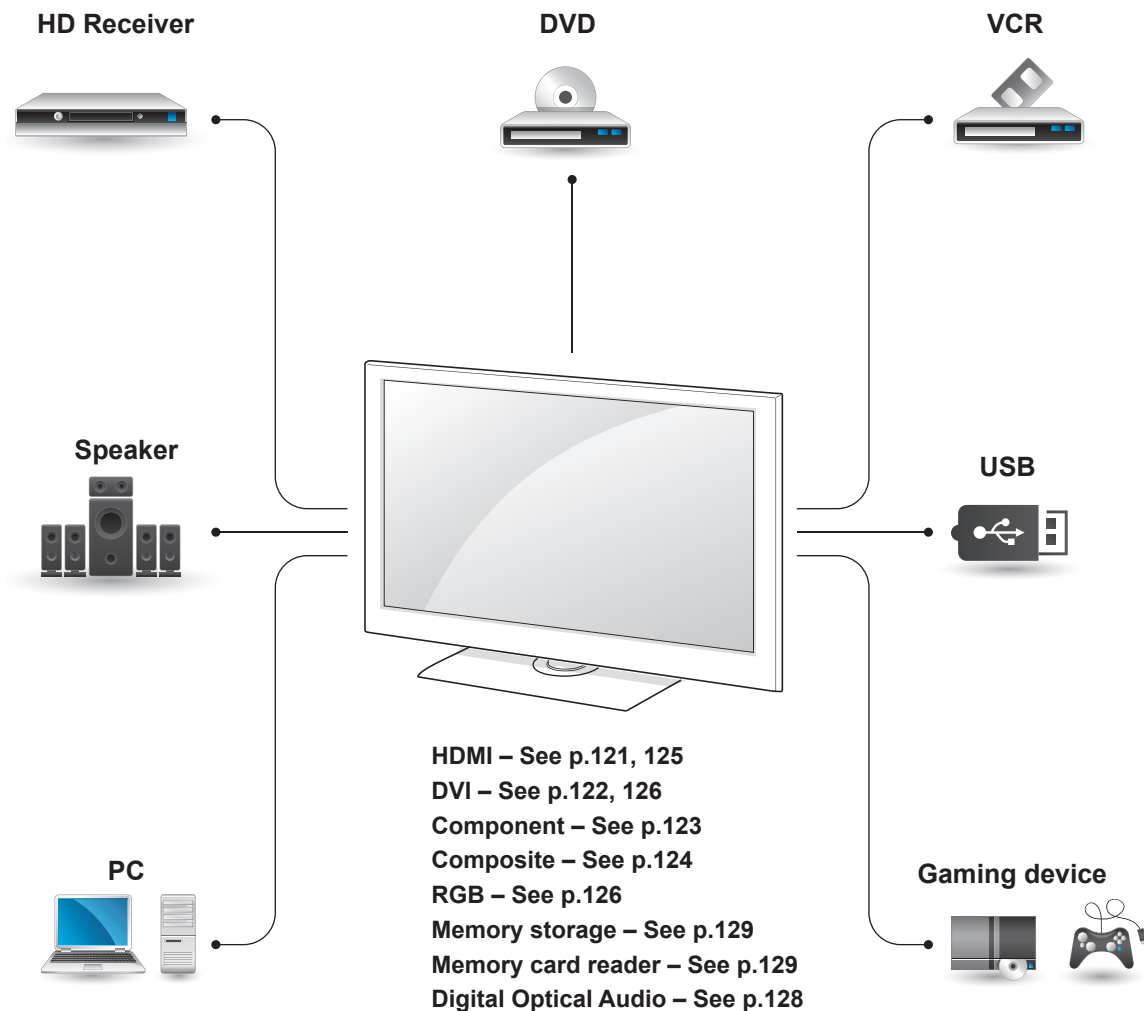 HD Receiver
DVD
VCR
Speaker
USB
HDMI – See p.121, 125
DVI – See p.122, 126
Component – See p.123
Composite – See p.124
RGB – See p.126
Memory storage – See p.129
Memory card reader – See p.129
Digital Optical Audio – See p.128
PC
Gaming device